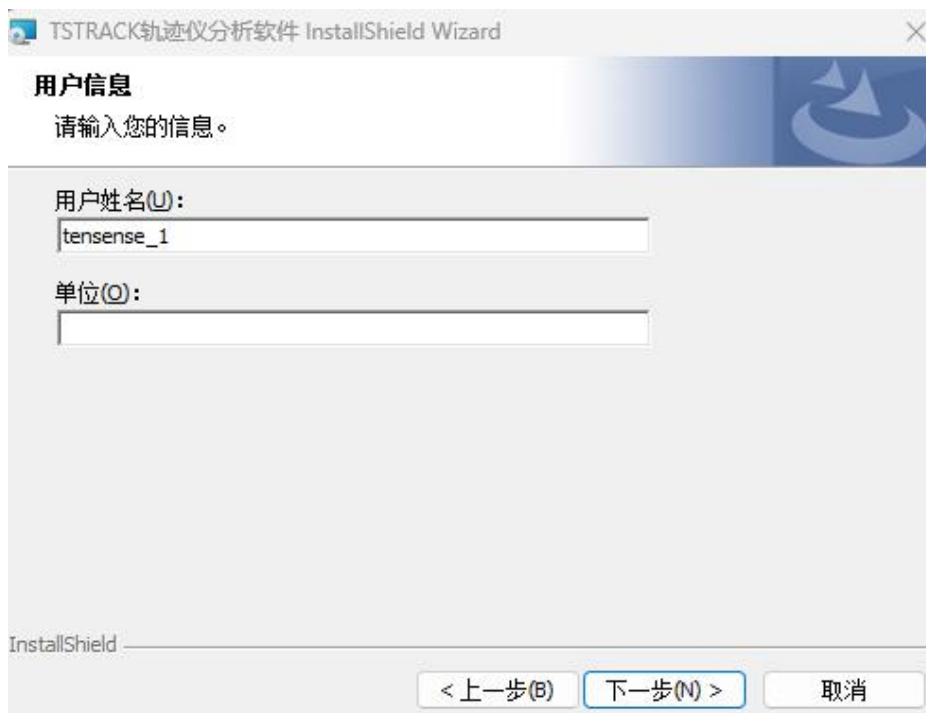 TSTRACK轨迹仪分析软件 InstallShield Wizard
用户信息
请输入您的信息。
用户姓名(U):
tensense_1
单位(O):
InstallShield
< 上一步(B) 下一步(N) > 取消